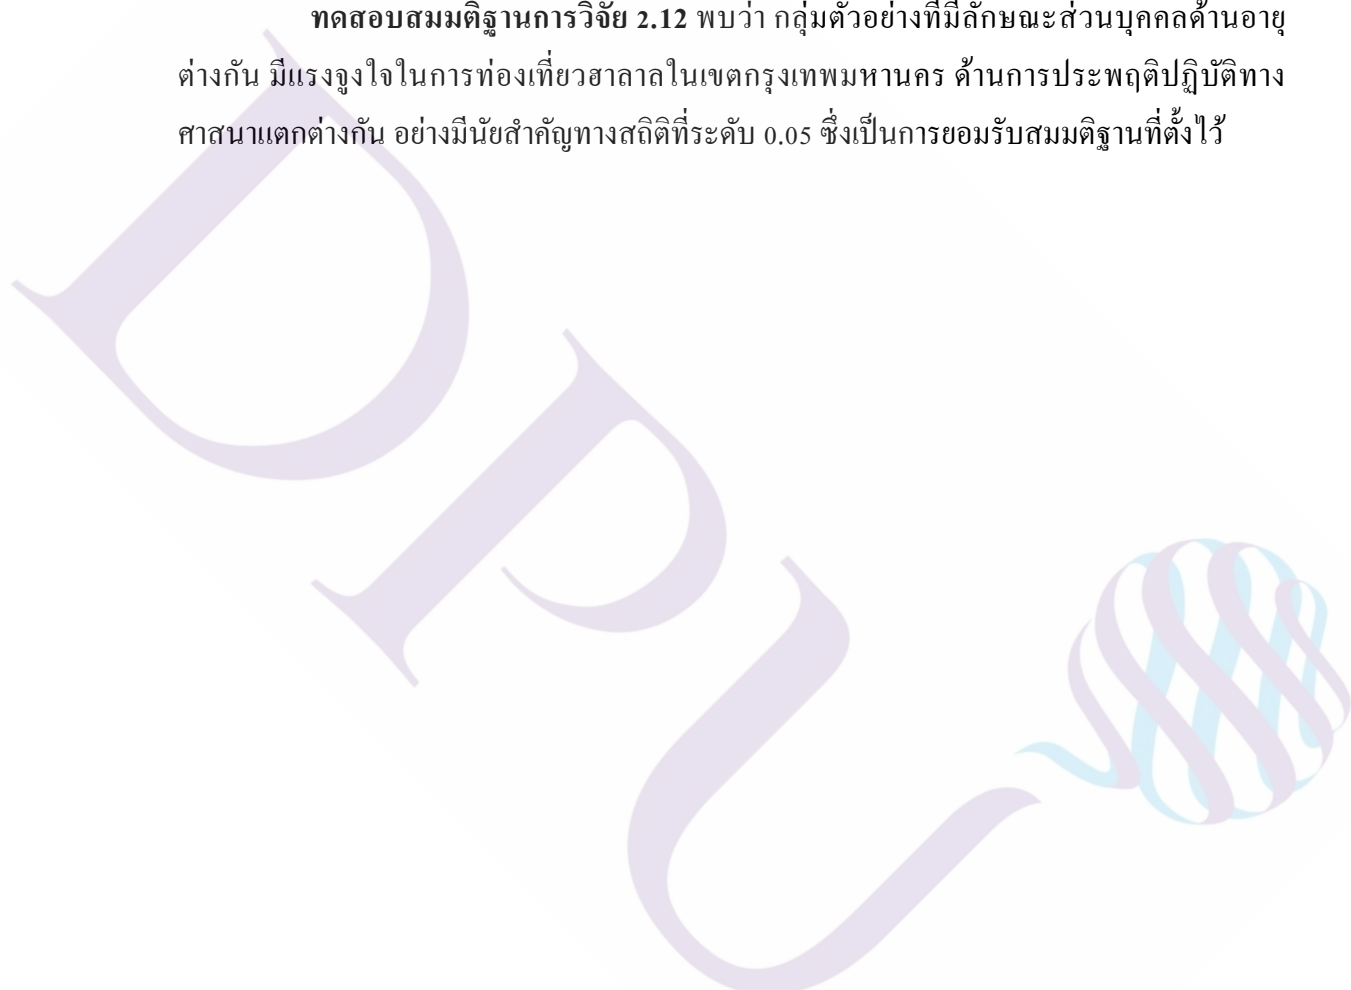 ทดสอบสมมติฐานการวิจัย 2.12 พบว่า กลุ่มตัวอย่างที่มีลักษณะส่วนบุคคลด้านอายุ
ต่างกัน มีแรงจูงใจในการท่องเที่ยวฮาลาลในเขตกรุงเทพมหานคร ด้านการประพฤติปฏิบัติทาง
ศาสนาแตกต่างกัน อย่างมีนัยสำคัญทางสถิติที่ระดับ 0.05 ซึ่งเป็นการยอมรับสมมติฐานที่ตั้งไว้
DPU